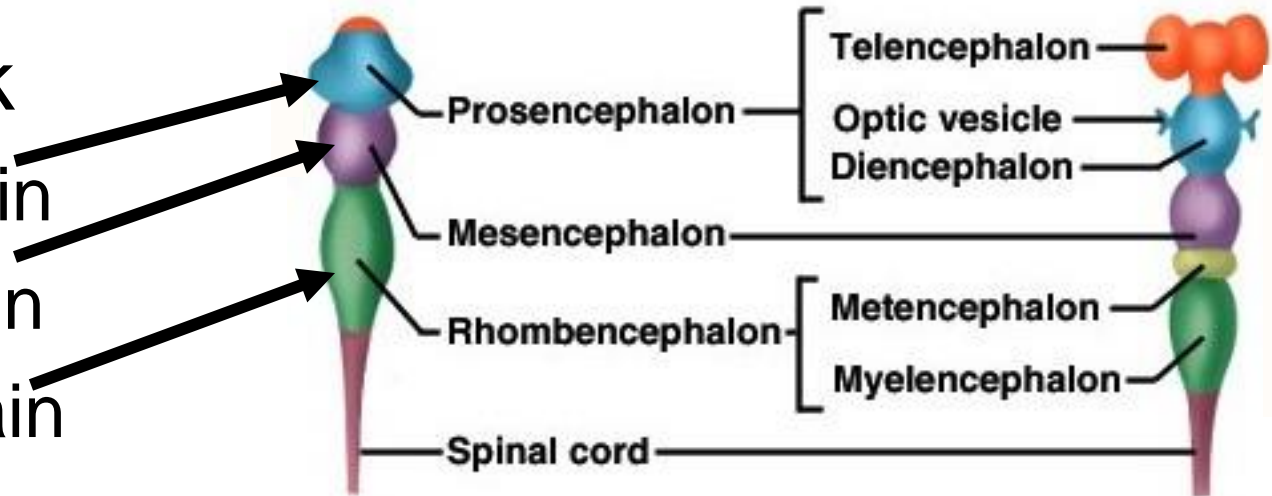 Telencephalon
Prosencephalon
Optic vesicle
Diencephalon
Mesencephalon
Metencephalon
Rhombencephalon
Myelencephalon
Spinal cord